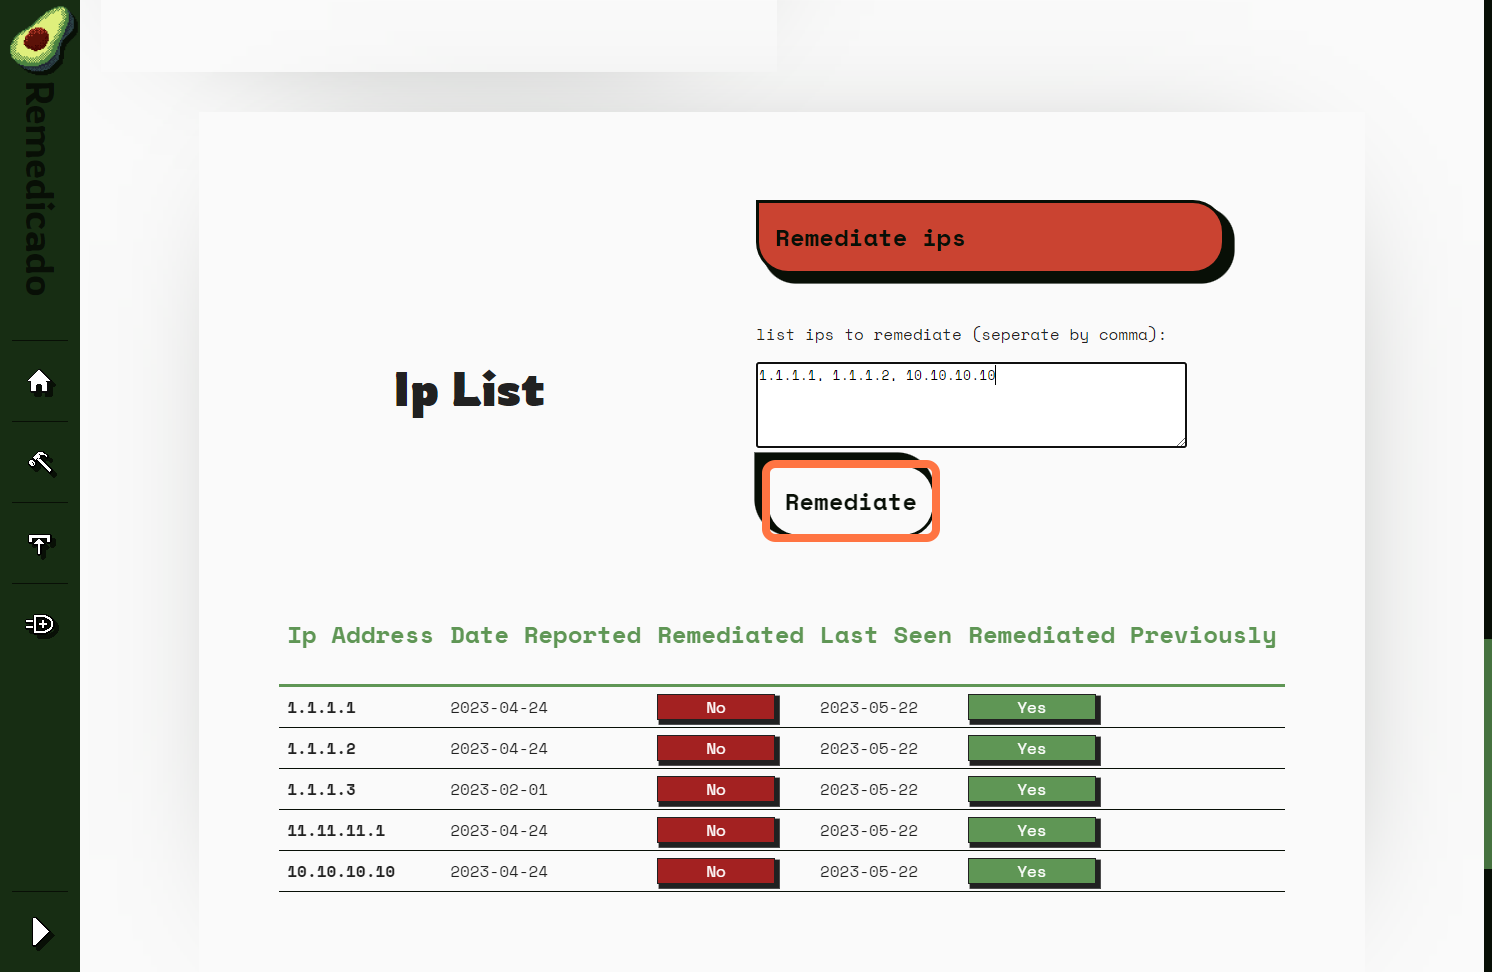 Remedicado
Remediate ips
list ips to remediate (seperate by comma):
Ip List
1.1.1.1, 1.1.1.2, 10.10.10.10
Remediate
Ip Address Date Reported Remediated Last Seen Remediated Previously
1.1.1.1 2023-04-24 No 2023-05-22 Yes
1.1.1.2 2023-04-24 No 2023-05-22 Yes
1.1.1.3 2023-02-01 No 2023-05-22 Yes
11.11.11.1 2023-04-24 No 2023-05-22 Yes
10.10.10.10 2023-04-24 No 2023-05-22 Yes